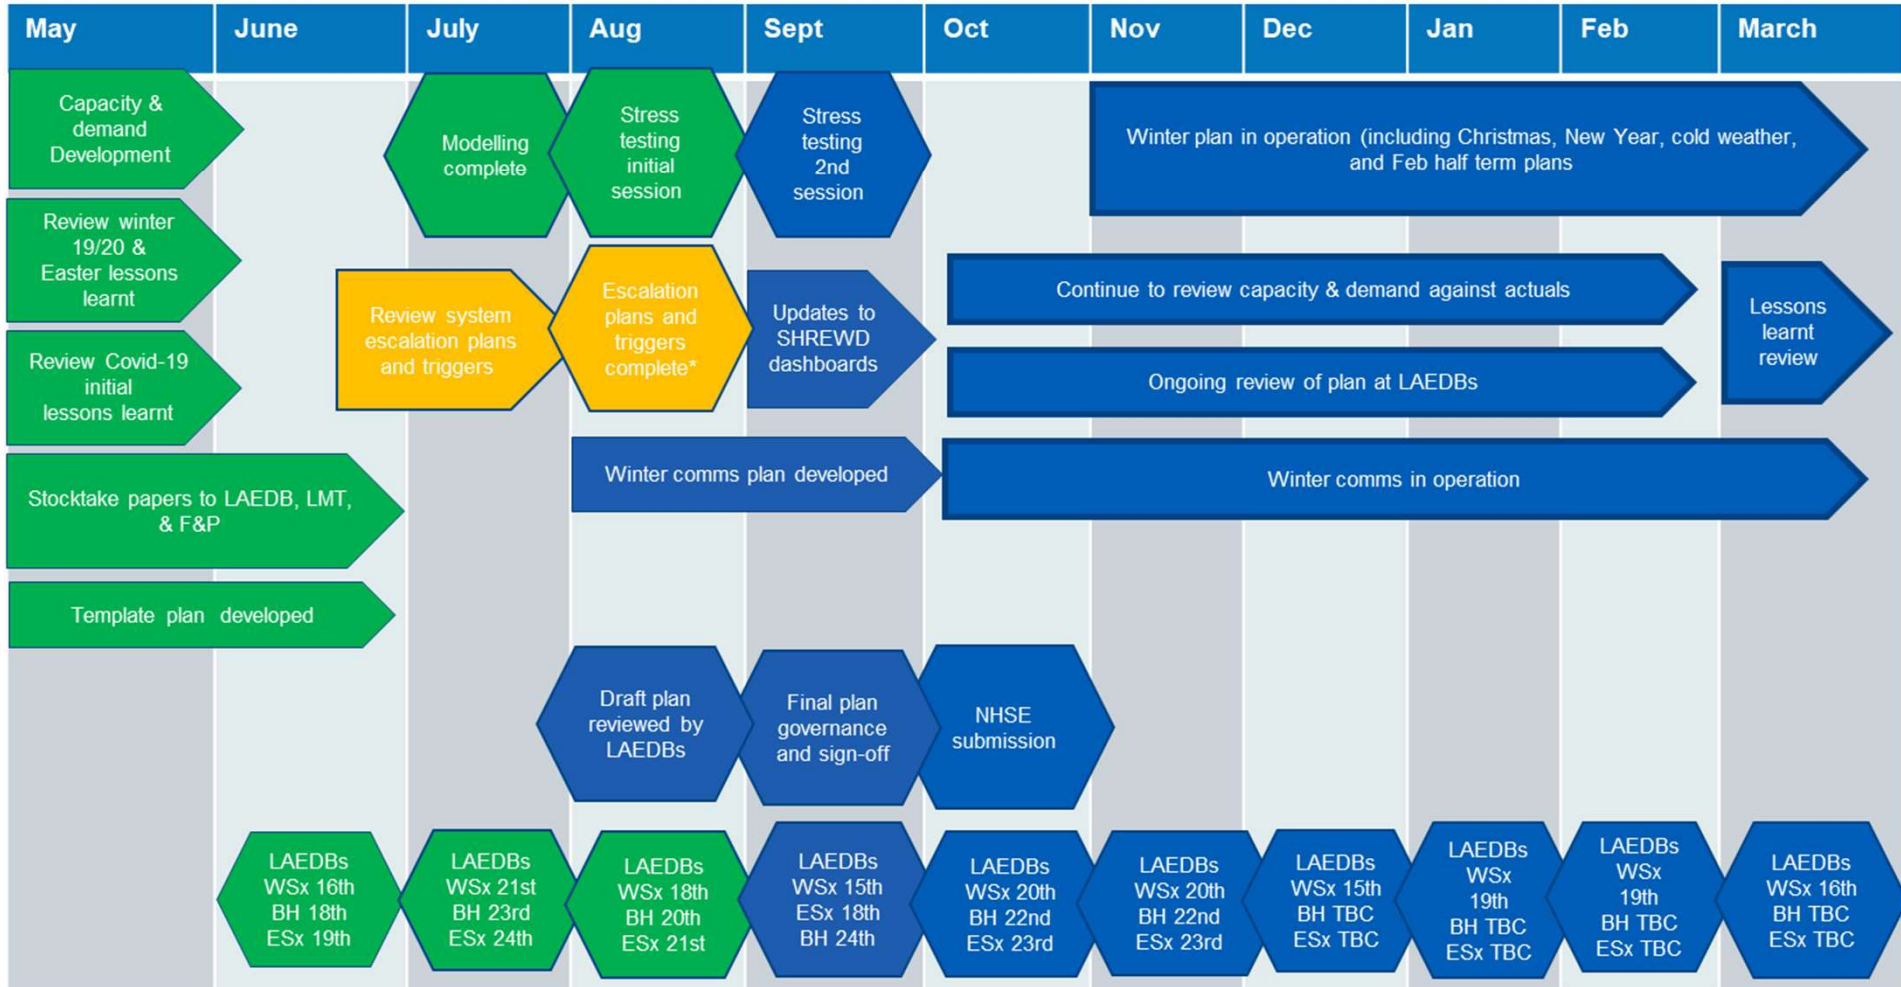 May
June
July
Aug
Sept
Oct
Nov
Dec
Jan
Feb
March
Capacity &
demand
Development
Modelling
complete
Stress
testing
initial
session
Stress
testing
2nd
session
Winter plan in operation (including Christmas, New Year, cold weather,
and Feb half term plans
Review winter
19/20 &
Easter lessons
learnt
Review system
escalation plans
and triggers
Escalation
plans and
triggers
complete*
Updates to
SHREWD
dashboards
Continue to review capacity & demand against actuals
Lessons
learnt
review
Review Covid-19
initial
lessons learnt
Ongoing review of plan at LAEDBs
Stocktake papers to LAEDB, LMT,
& F&P
Winter comms plan developed
Winter comms in operation
Template plan developed
Draft plan
reviewed by
LAEDBs
Final plan
governance
and sign-off
NHSE
submission
LAEDBs
WSx 16th
BH 18th
ESx 19th
LAEDBs
WSx 21st
BH 23rd
ESx 24th
LAEDBs
WSx 18th
BH 20th
ESx 21st
LAEDBs
WSx 15th
ESx 18th
BH 24th
LAEDBs
WSx 20th
BH 22nd
ESx 23rd
LAEDBs
WSx 20th
BH 22nd
ESx 23rd
LAEDBs
WSx 15th
BH TBC
ESx TBC
LAEDBs
WSx
19th
BH TBC
ESx TBC
LAEDBs
WSx
19th
BH TBC
ESx TBC
LAEDBs
WSx 16th
BH TBC
ESx TBC